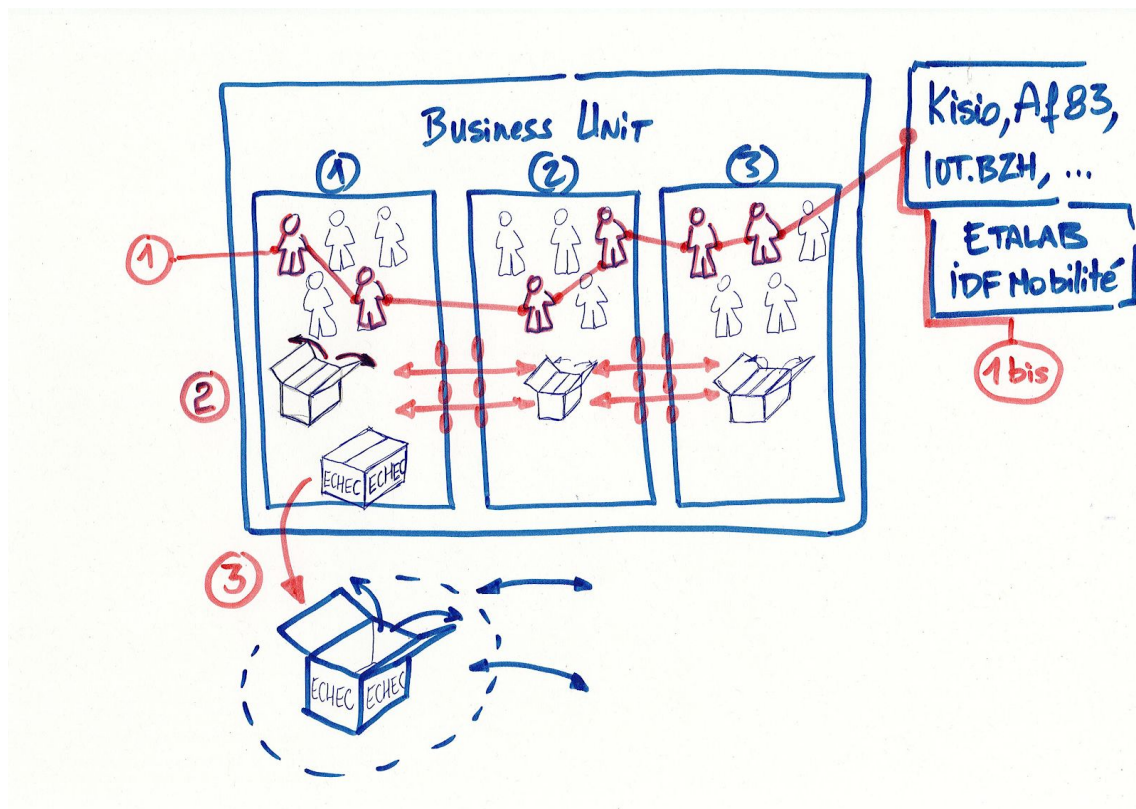 Business Unit
① ② ③
Kisio, Af83,
IOT.BZH, ...
ETALAB
iDF Mobilité
①
1 bis
②
ECHEC ECHEC
③
ECHEC ECHEC